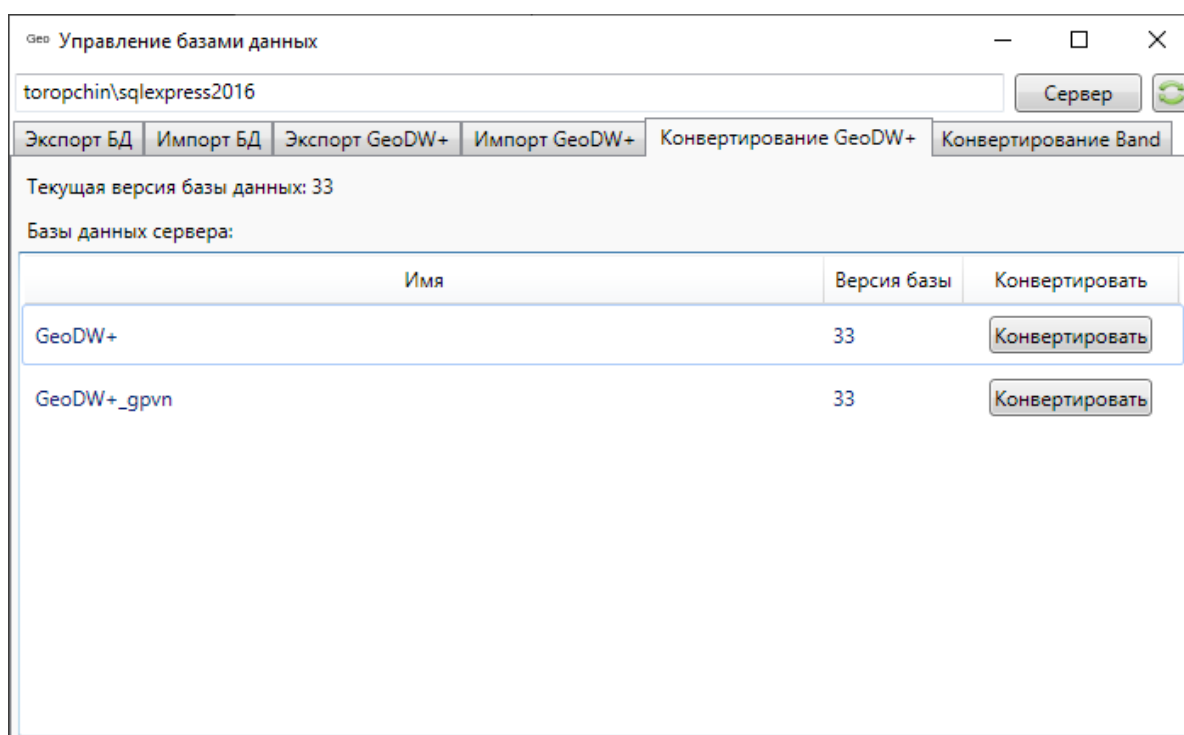 Geo Управление базами данных
toropchin\sqlexpress2016 Сервер
Экспорт БД Импорт БД Экспорт GeoDW+ Импорт GeoDW+ Конвертирование GeoDW+ Конвертирование Band
Текущая версия базы данных: 33
Базы данных сервера:
Имя Версия базы Конвертировать
GeoDW+ 33 Конвертировать
GeoDW+_gpvn 33 Конвертировать